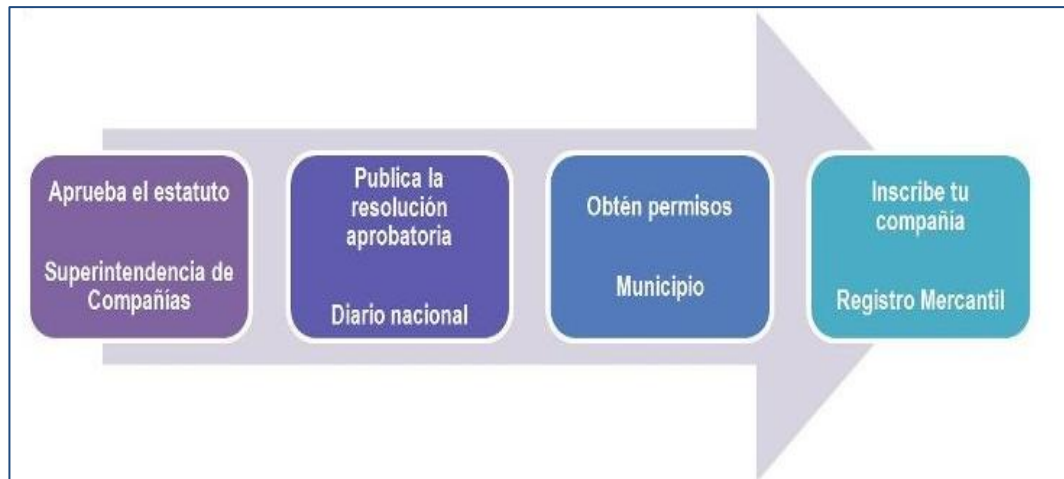 Aprueba el estatuto
Superintendencia de
Compañías
Publica la
resolución
aprobatoria
Diario nacional
Obtén permisos
Municipio
Inscribe tu
compañía
Registro Mercantil